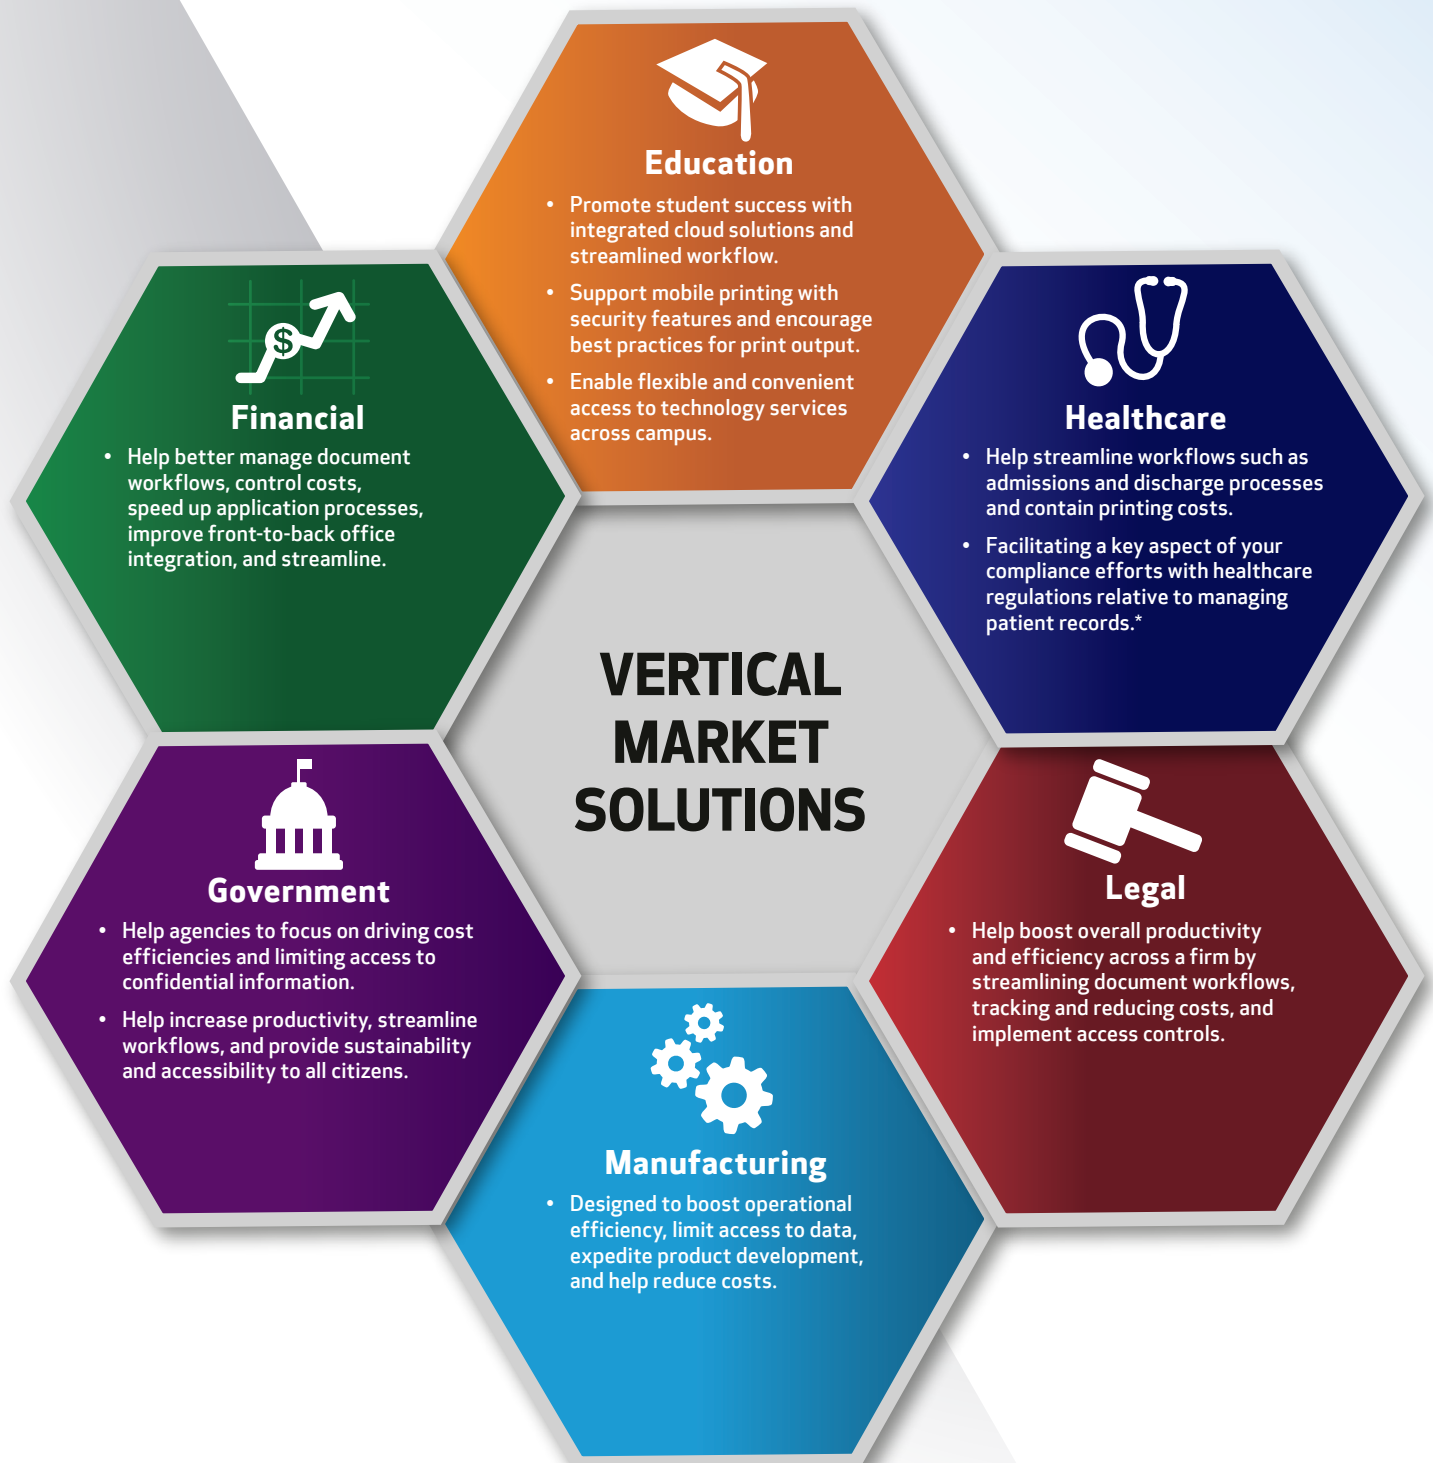 Education
• Promote student success with
integrated cloud solutions and
streamlined workflow.
• Support mobile printing with
security features and encourage
best practices for print output.
• Enable flexible and convenient
access to technology services
across campus.
$
Financial
• Help better manage document
workflows, control costs,
speed up application processes,
improve front-to-back office
integration, and streamline.
Healthcare
• Help streamline workflows such as
admissions and discharge processes
and contain printing costs.
• Facilitating a key aspect of your
compliance efforts with healthcare
regulations relative to managing
patient records.*
VERTICAL
MARKET
SOLUTIONS
Government
• Help agencies to focus on driving cost
efficiencies and limiting access to
confidential information.
• Help increase productivity, streamline
workflows, and provide sustainability
and accessibility to all citizens.
Legal
• Help boost overall productivity
and efficiency across a firm by
streamlining document workflows,
tracking and reducing costs, and
implement access controls.
Manufacturing
• Designed to boost operational
efficiency, limit access to data,
expedite product development,
and help reduce costs.